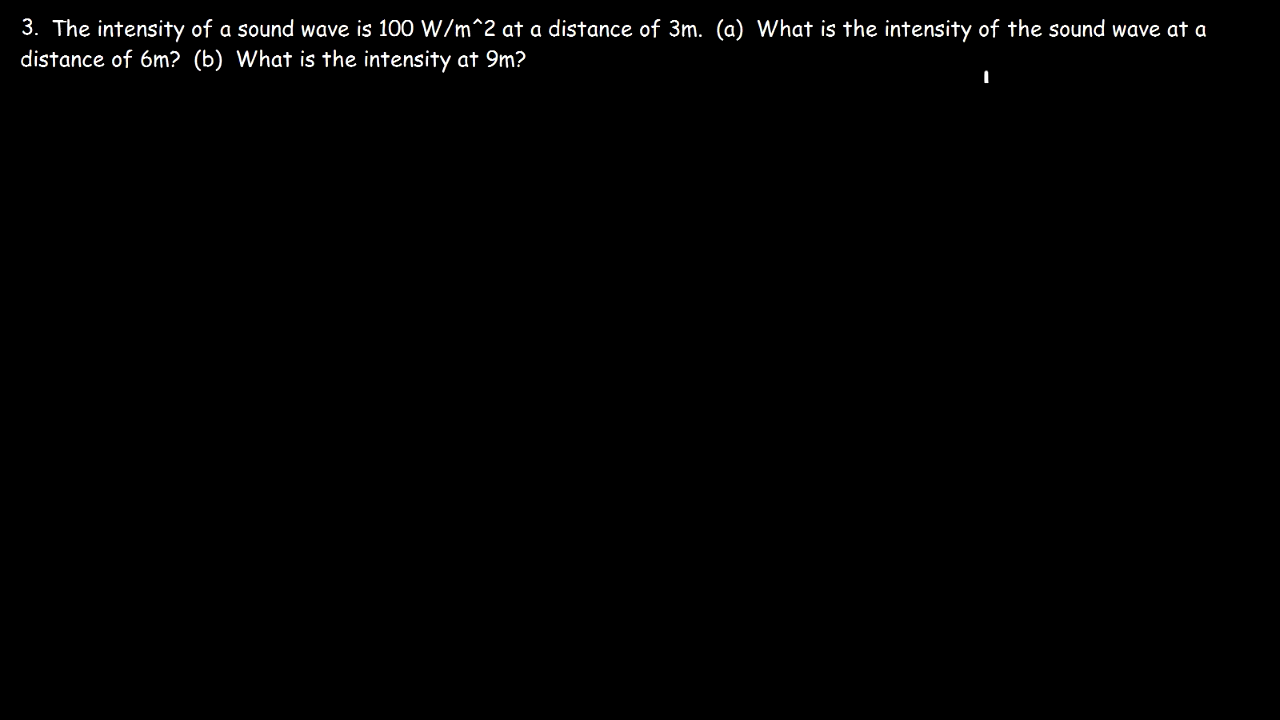 3. The intensity of a sound wave is 100 W/m^2 at a distance of 3m. (a) What is the intensity of the sound wave at a
distance of 6m? (b) What is the intensity at 9m?